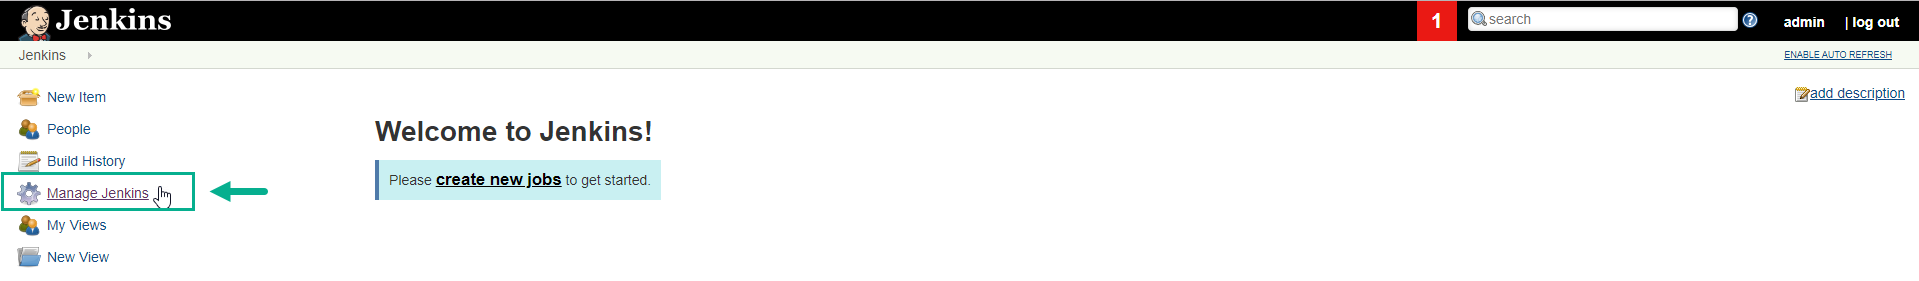 Jenkins
1
search
?
admin
| log out
Jenkins
ENABLE AUTO REFRESH
New Item
People
Build History
Manage Jenkins
My Views
New View
add description
Welcome to Jenkins!
Please create new jobs to get started.